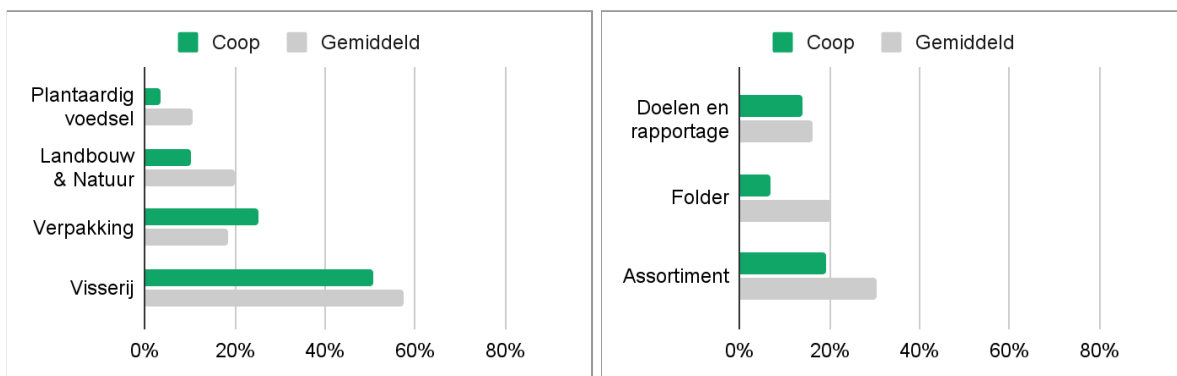 Coop Gemiddeld
Plantaardig
voedsel
Landbouw
& Natuur
Verpakking
Visserij
0% 20% 40% 60% 80%
Coop Gemiddeld
Doelen en
rapportage
Folder
Assortiment
0% 20% 40% 60% 80%